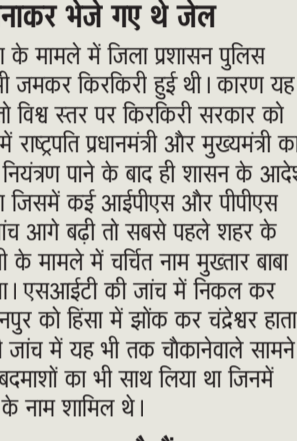 नाकर भेजे गए थे जेल
के मामले में जिला प्रशासन पुलिस
जमकर किरकिरी हुई थी। कारण यह
विश्व स्तर पर किरकिरी सरकार को
में राष्ट्रपति प्रधानमंत्री और मुख्यमंत्री का
नियंत्रण पाने के बाद ही शासन के आदेश
जिसमें कई आईपीएस और पीपीएस
ांच आगे बढ़ी तो सबसे पहले शहर के
के मामले में चर्चित नाम मुख्तार बाबा
ा। एसआईटी की जांच में निकल कर
नपुर को हिंसा में झोंक कर चंद्रेश्वर हाता
जांच में यह भी तक चौकानेवाले सामने
बदमाशों का भी साथ लिया था जिनमें
के नाम शामिल थे।